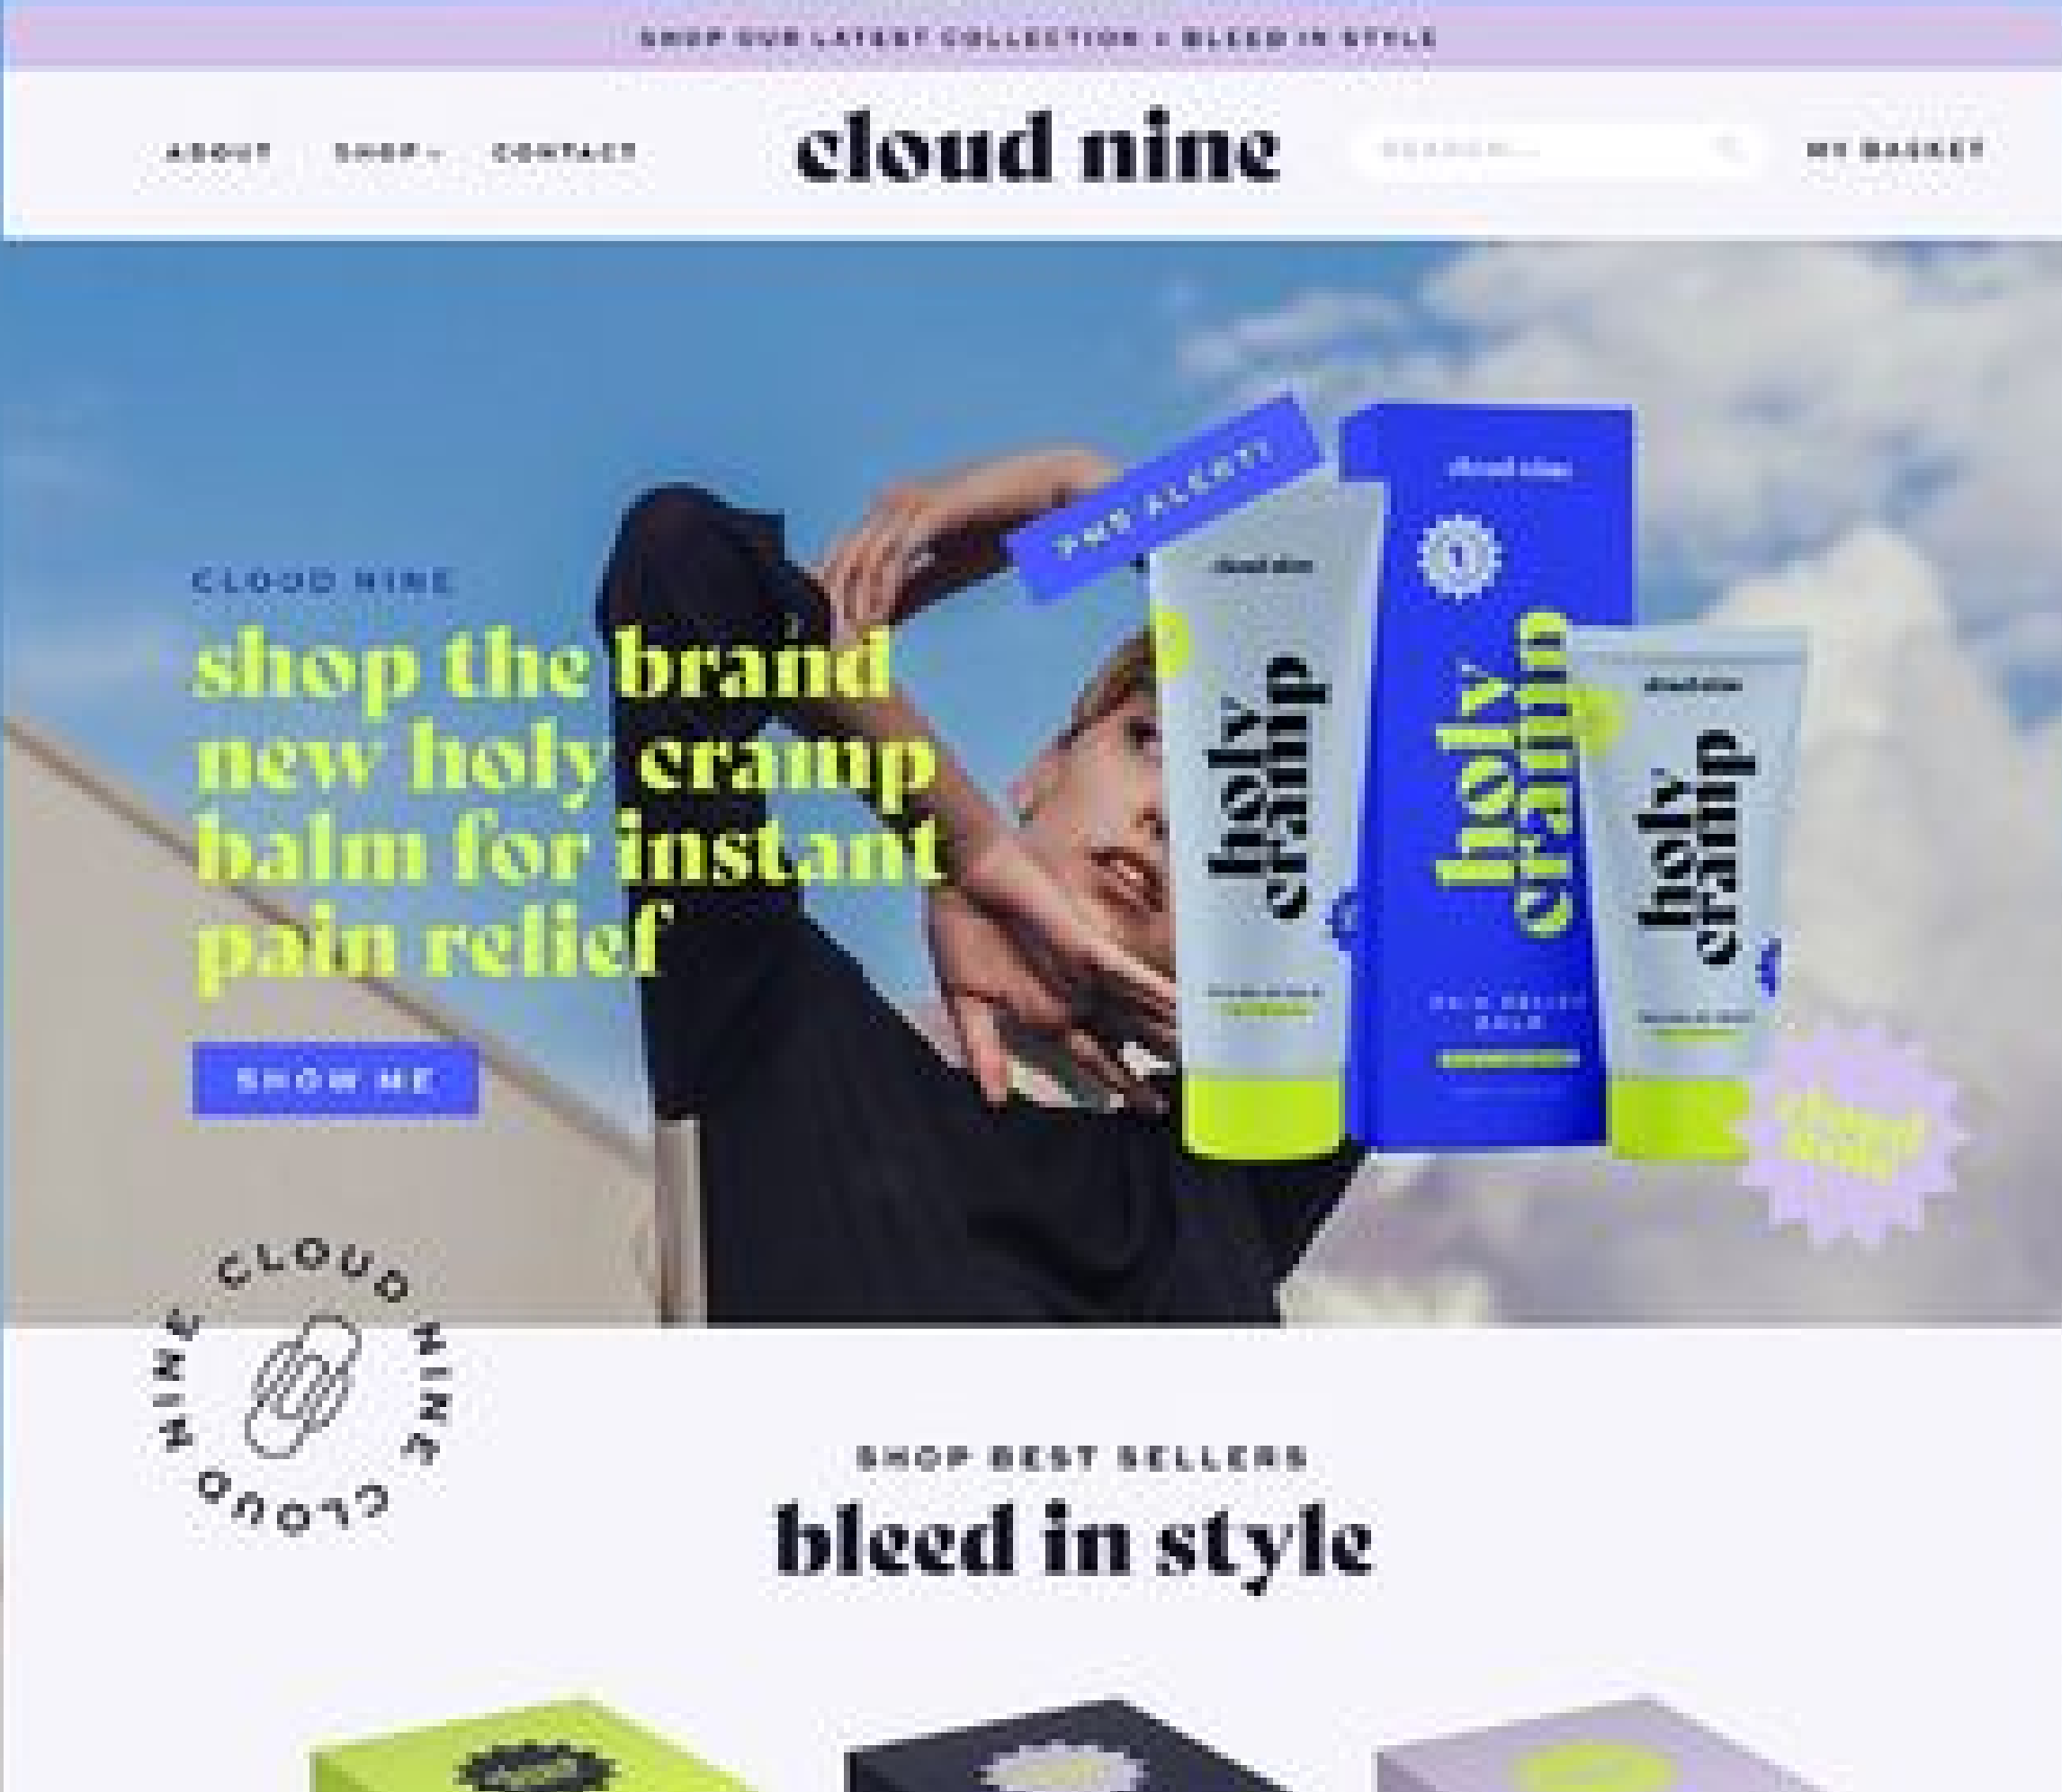 SHOP OUR LATEST COLLECTION + BLEED IN STYLE
ABOUT
SHOP
CONTACT
cloud nine
SEARCH...
MY BASKET
PMS ALERT!
cloud nine
cloud nine
cloud nine
holy
cramp
holy
cramp
holy
cramp
PAIN RELIEF
BALM
CLOUD NINE
shop the brand
new holy cramp
balm for instant
pain relief
SHOW ME
CLOUD NINE CLOUD NINE
SHOP BEST SELLERS
bleed in style